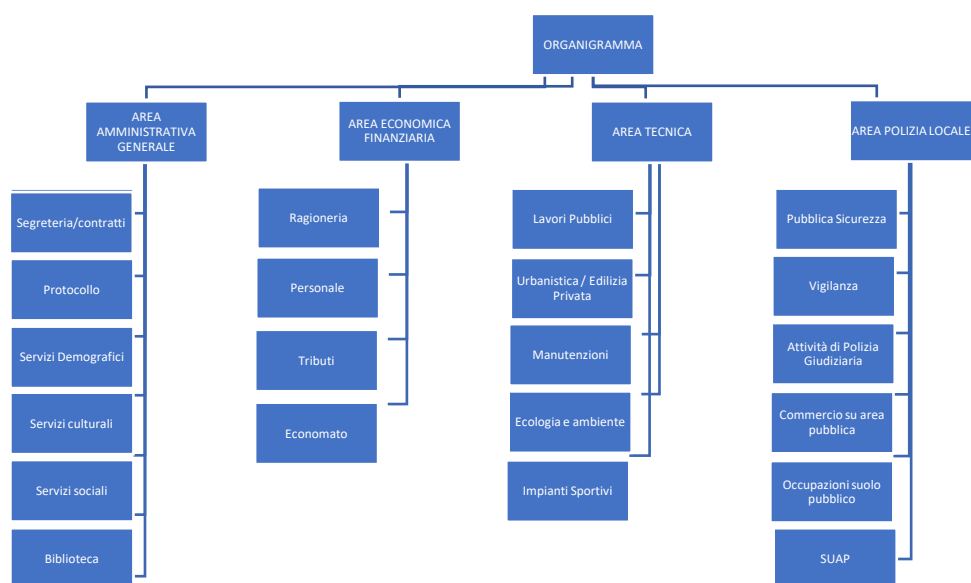 ORGANIGRAMMA
AREA
AMMINISTRATIVA
GENERALE
AREA ECONOMICA
FINANZIARIA
AREA TECNICA
AREA POLIZIA LOCALE
Segreteria/contratti
Protocollo
Servizi Demografici
Servizi culturali
Servizi sociali
Biblioteca
Ragioneria
Personale
Tributi
Economato
Lavori Pubblici
Urbanistica / Edilizia
Privata
Manutenzioni
Ecologia e ambiente
Impianti Sportivi
Pubblica Sicurezza
Vigilanza
Attività di Polizia
Giudiziaria
Commercio su area
pubblica
Occupazioni suolo
pubblico
SUAP